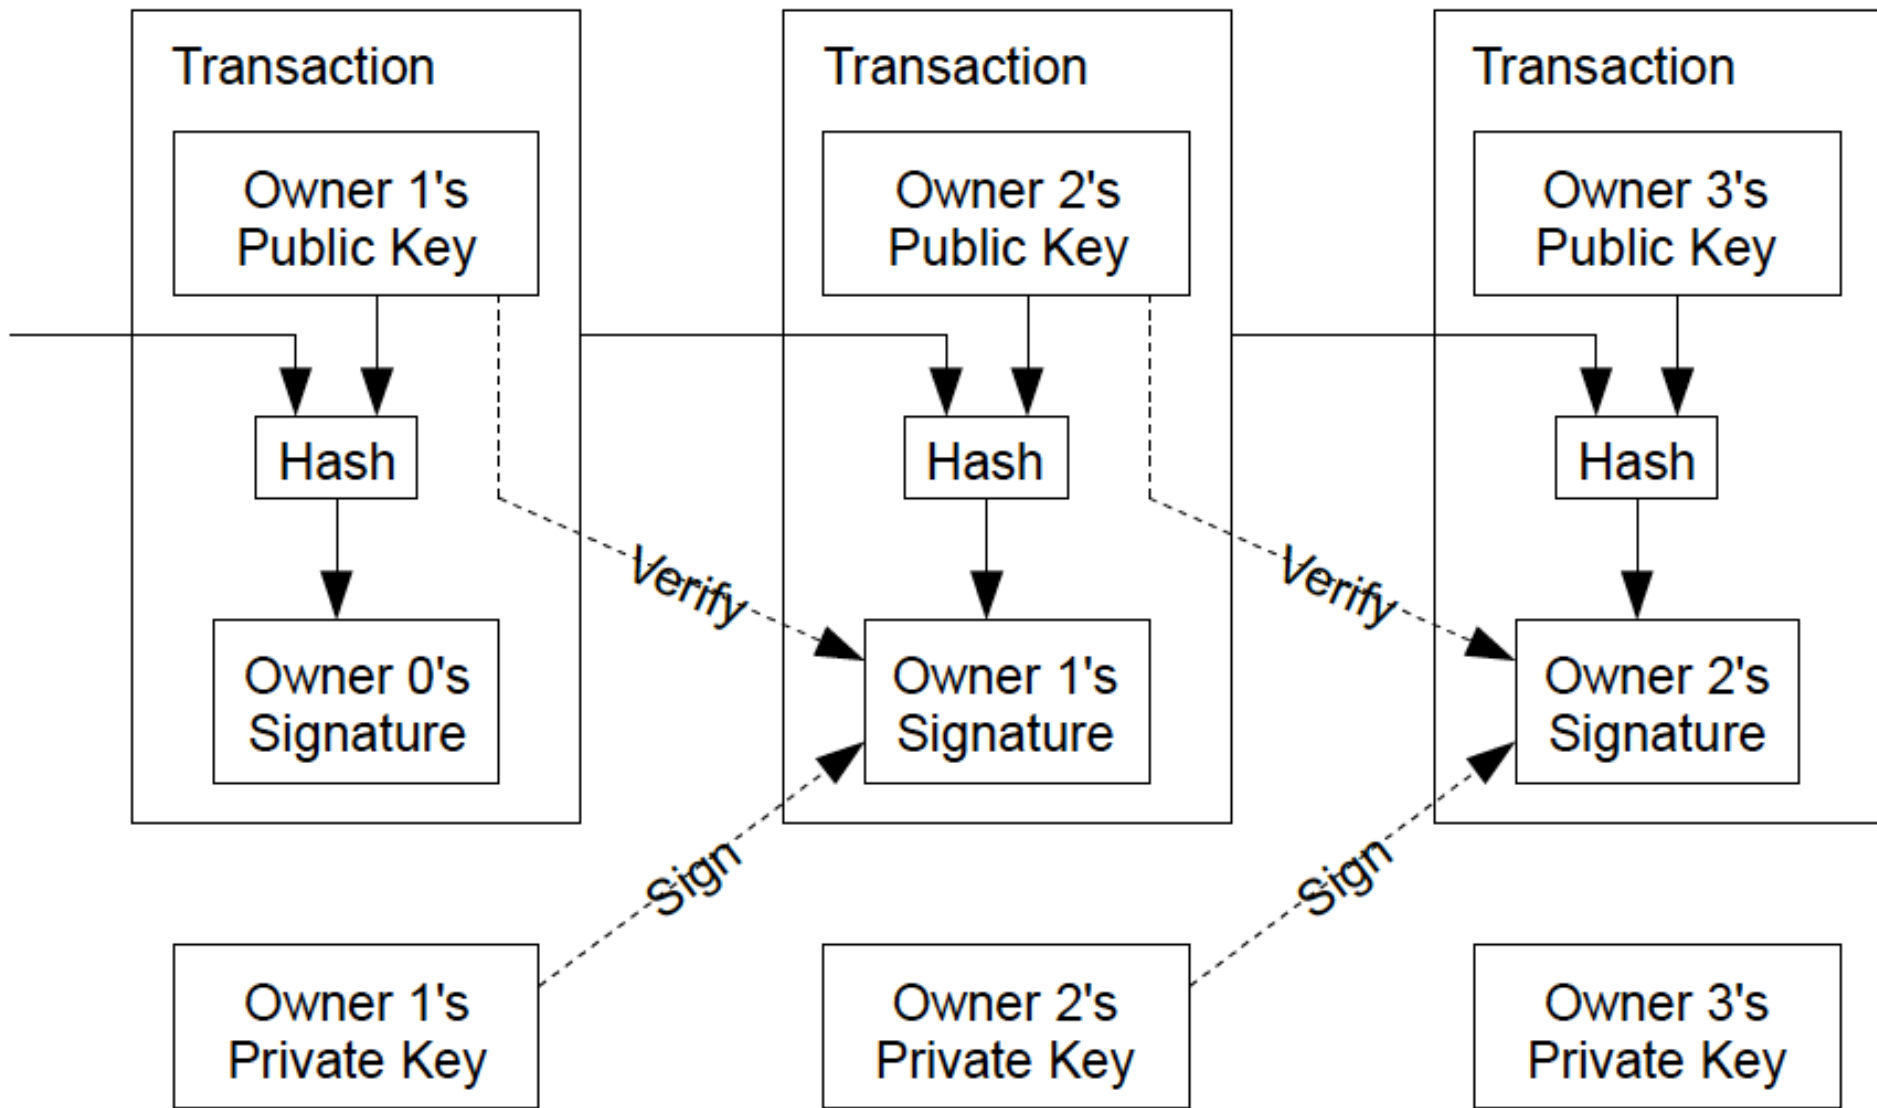 Transaction
Owner 1's
Public Key
Hash
Owner 0's
Signature
Transaction
Owner 2's
Public Key
Hash
Owner 1's
Signature
Transaction
Owner 3's
Public Key
Hash
Owner 2's
Signature
Verify
Verify
Sign
Sign
Owner 1's
Private Key
Owner 2's
Private Key
Owner 3's
Private Key